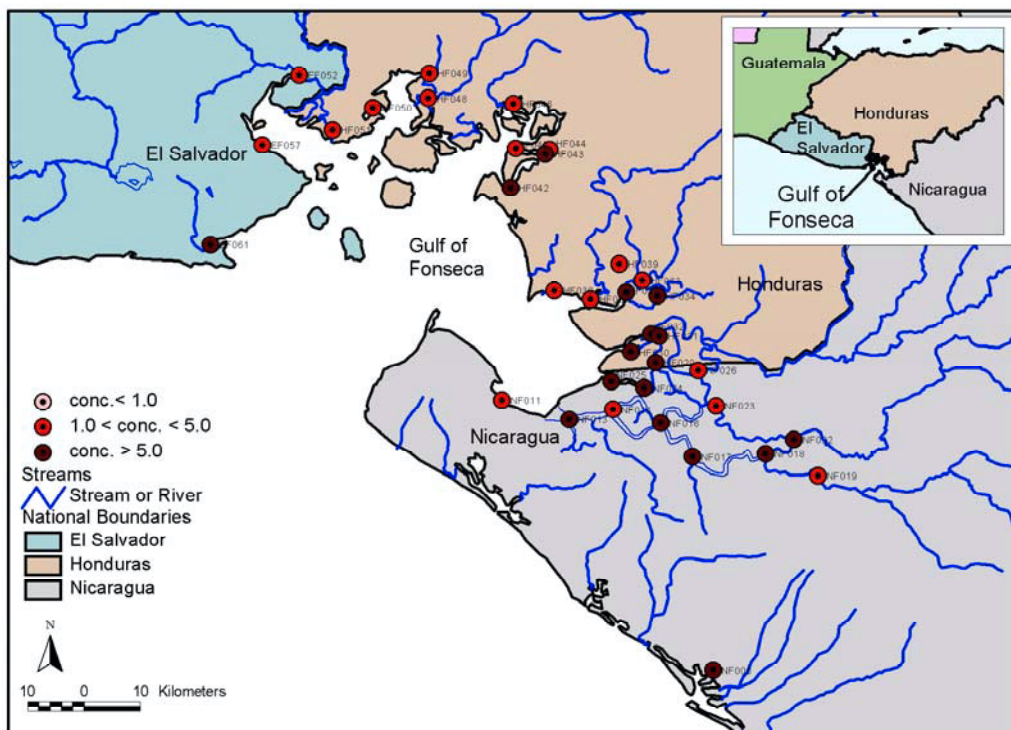 EF052
HF049
HF048
HF050
HF051
EF057
El Salvador
HF044
HF043
HF042
EF061
Gulf of
Fonseca
HF039
HF034
Honduras
NF025
NF026
NF024
NF011
NF013
NF023
NF016
NF017
NF018
NF019
Nicaragua
Guatemala
Honduras
El
Salvador
Nicaragua
Gulf of
Fonseca
conc.< 1.0
1.0 < conc. < 5.0
conc. > 5.0
Streams
Stream or River
National Boundaries
El Salvador
Honduras
Nicaragua
N
10 0 10 Kilometers